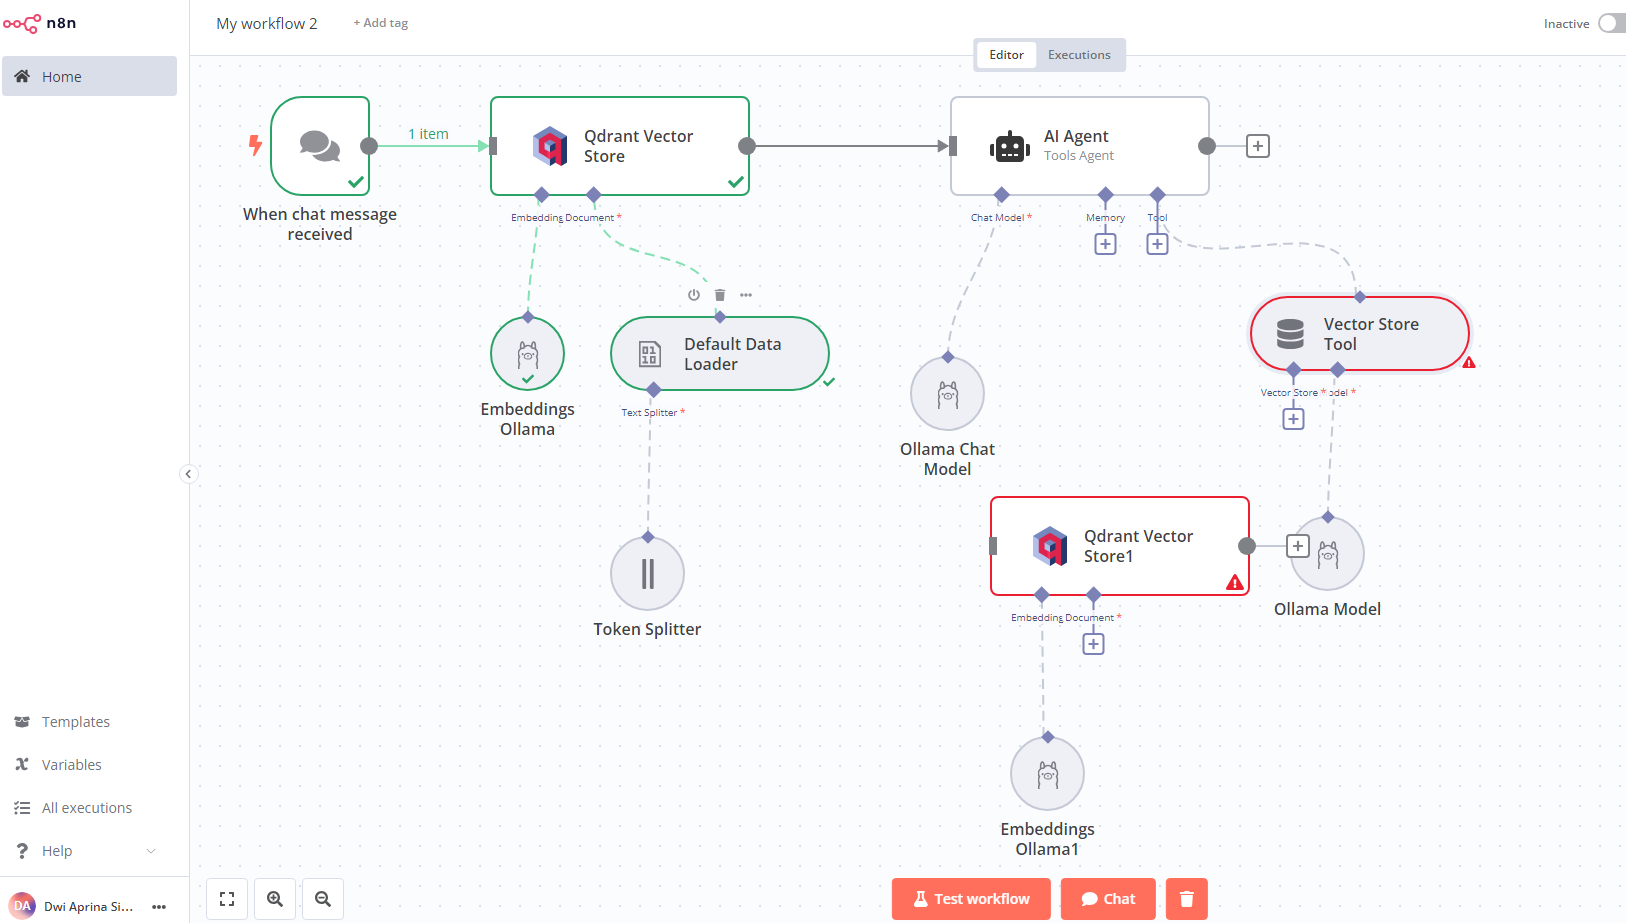 n8n
My workflow 2
+ Add tag
Inactive
Editor
Executions
Home
1 item
Qdrant Vector
Store
AI Agent
Tools Agent
When chat message
received
Embedding
Document *
Chat Model *
Memory
Tool
Default Data
Loader
Vector Store
Tool
Embeddings
Ollama
Text Splitter *
Vector Store *
odel *
Ollama Chat
Model
Qdrant Vector
Store1
Ollama Model
Embedding
Document *
Token Splitter
Templates
Variables
All executions
Help
Embeddings
Ollama1
DA
Dwi Aprina Si...
Test workflow
Chat